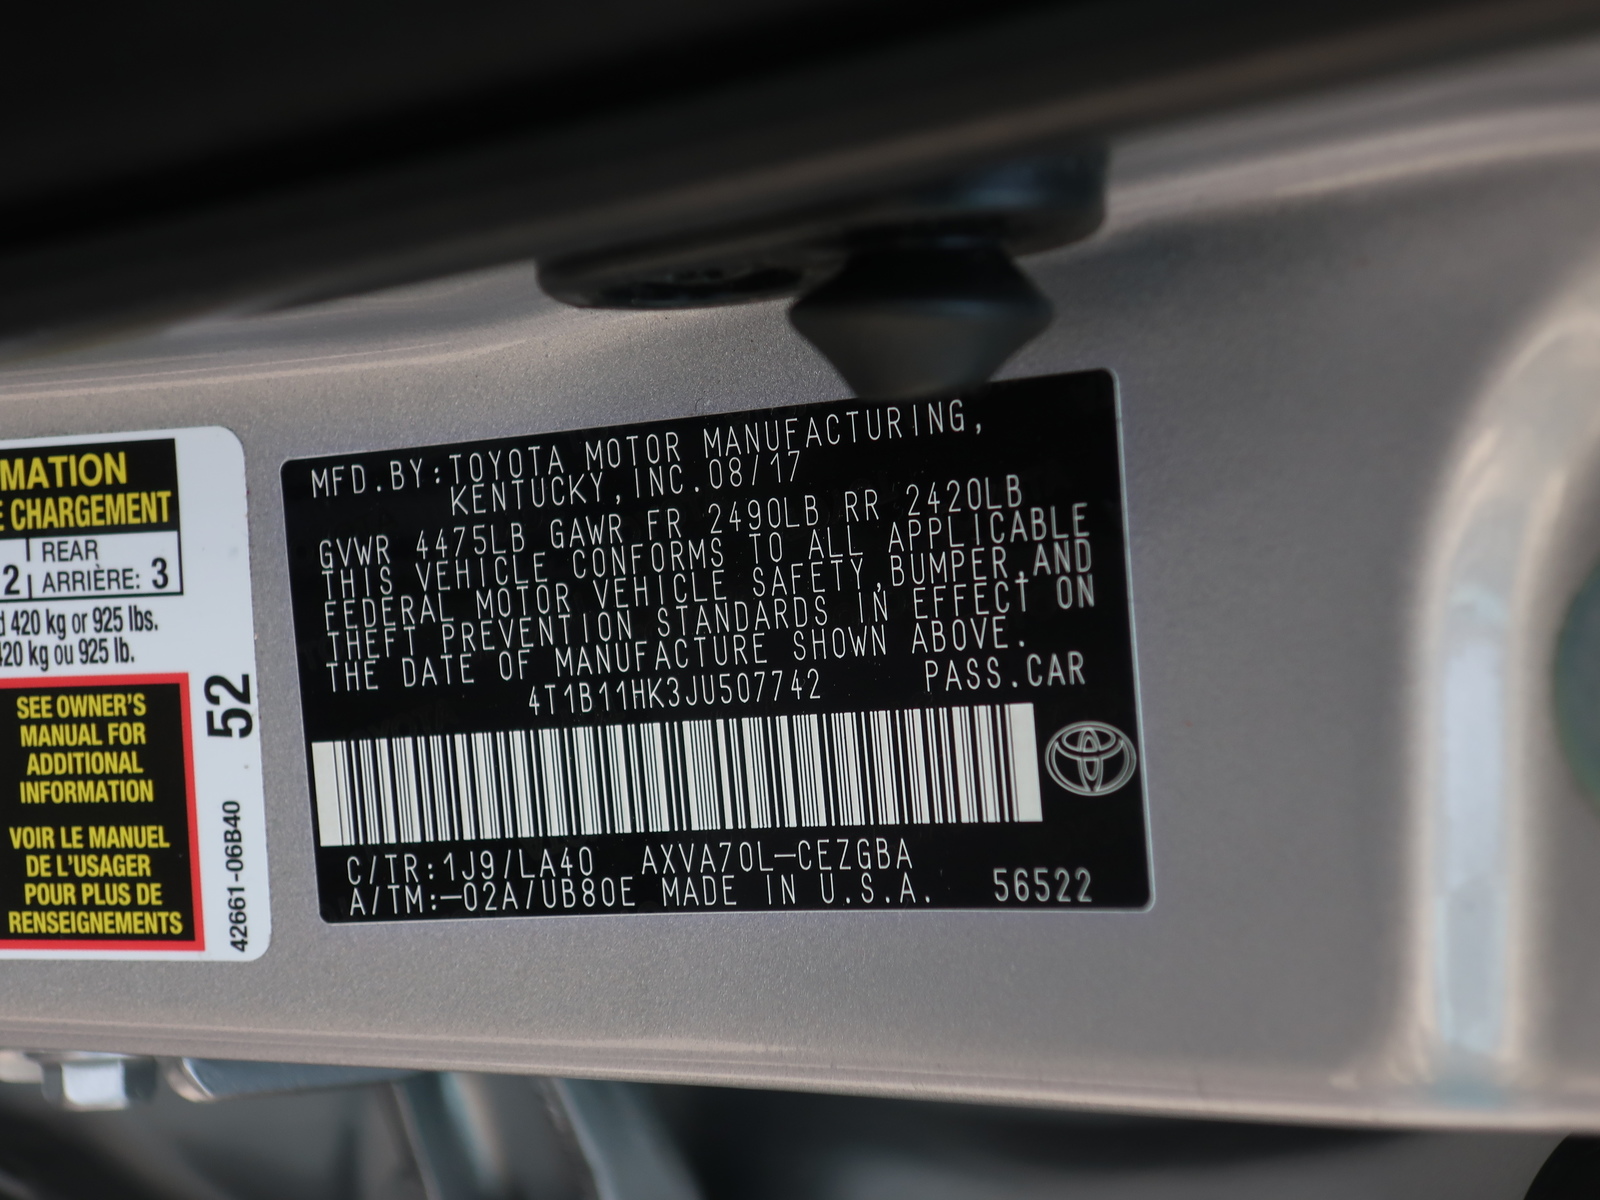 MATION
E CHARGEMENT
2 REAR
ARRIÈRE: 3
420 kg or 925 lbs.
420 kg ou 925 lb.
SEE OWNER'S
MANUAL FOR
ADDITIONAL
INFORMATION
VOIR LE MANUEL
DE L'USAGER
POUR PLUS DE
RENSEIGNEMENTS
52
42661-06B40
MFD.BY:TOYOTA MOTOR MANUFACTURING,
KENTUCKY,INC.08/17
GVWR 4475LB GAWR FR 2490LB RR 2420LB
THIS VEHICLE CONFORMS TO ALL APPLICABLE
FEDERAL MOTOR VEHICLE SAFETY,BUMPER,AND
THEFT PREVENTION STANDARDS IN EFFECT ON
THE DATE OF MANUFACTURE SHOWN ABOVE.
4T1B11HK3JU507742 PASS.CAR
C/TR:1J9/LA40 AXVA70L-CEZGBA
A/TM:-02A/UB80E MADE IN U.S.A. 56522